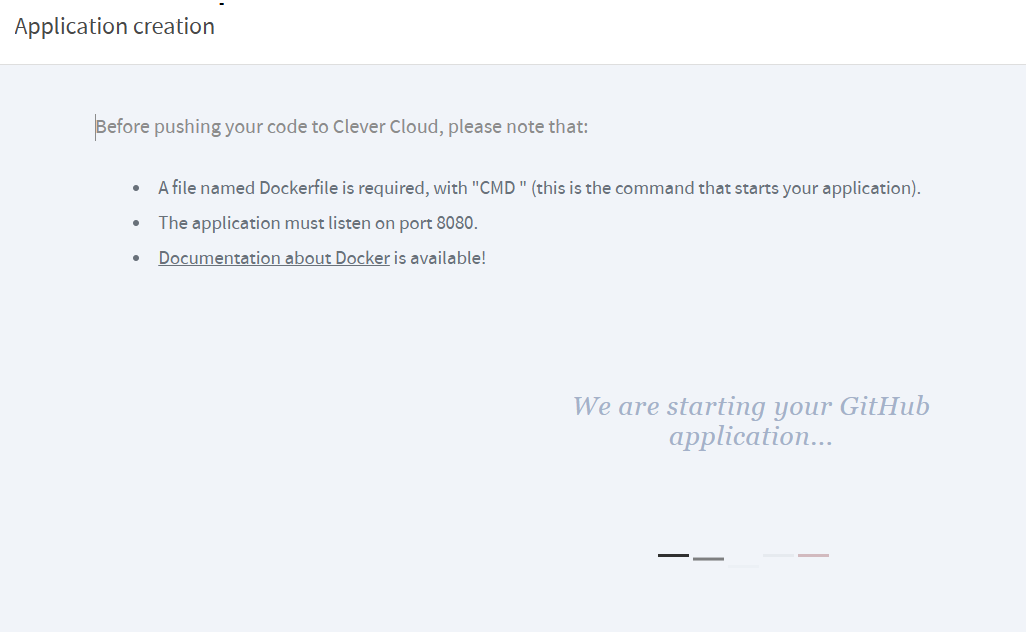 Application creation
Before pushing your code to Clever Cloud, please note that:
A file named Dockerfile is required, with "CMD " (this is the command that starts your application).
The application must listen on port 8080.
Documentation about Docker is available!
We are starting your GitHub
application...